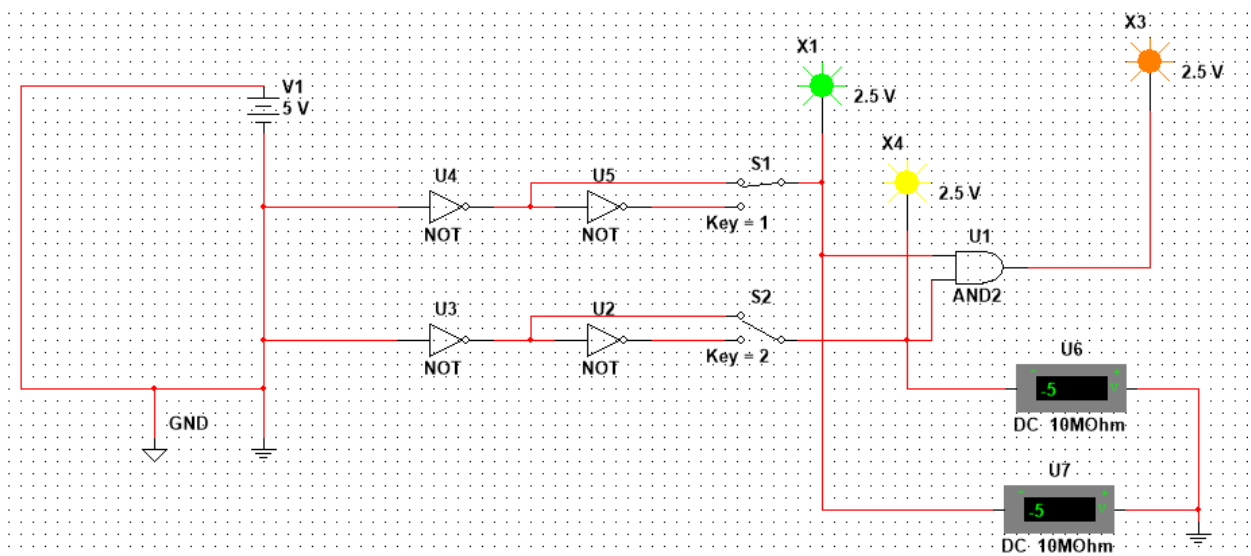 X3
2.5 V
X1
2.5 V
V1
5 V
X4
2.5 V
S1
U4
U5
NOT
NOT
Key = 1
U1
AND2
S2
U3
U2
NOT
NOT
Key = 2
U6
- +
-5 V
DC 10MOhm
GND
U7
- +
-5 V
DC 10MOhm